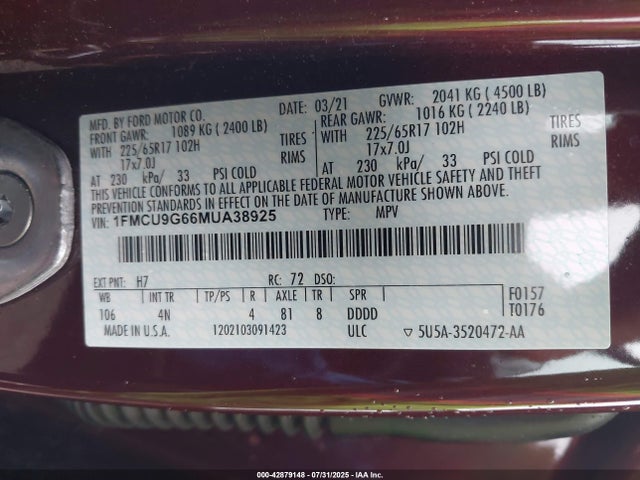 MFD. BY FORD MOTOR CO. DATE: 03/21 GVWR: 2041 KG ( 4500 LB)
FRONT GAWR: 1089 KG ( 2400 LB) REAR GAWR: 1016 KG ( 2240 LB)
WITH 225/65R17 102H TIRES WITH 225/65R17 102H TIRES
17x7.0J RIMS 17x7.0J RIMS
AT 230 kPa/ 33 PSI COLD AT 230 kPa/ 33 PSI COLD
THIS VEHICLE CONFORMS TO ALL APPLICABLE FEDERAL MOTOR VEHICLE SAFETY AND THEFT
PREVENTION STANDARDS IN EFFECT ON THE DATE OF MANUFACTURE SHOWN ABOVE.
VIN: 1FMCU9G66MUA38925 TYPE: MPV
EXT PNT: H7 RC: 72 DSO:
WB INT TR TP/PS R AXLE TR SPR F0157
106 4N 4 81 8 DDDD T0176
MADE IN U.S.A. 1202103091423 ULC ▽ 5U5A-3520472-AA
000-42879148 - 07/31/2025 - IAA Inc.